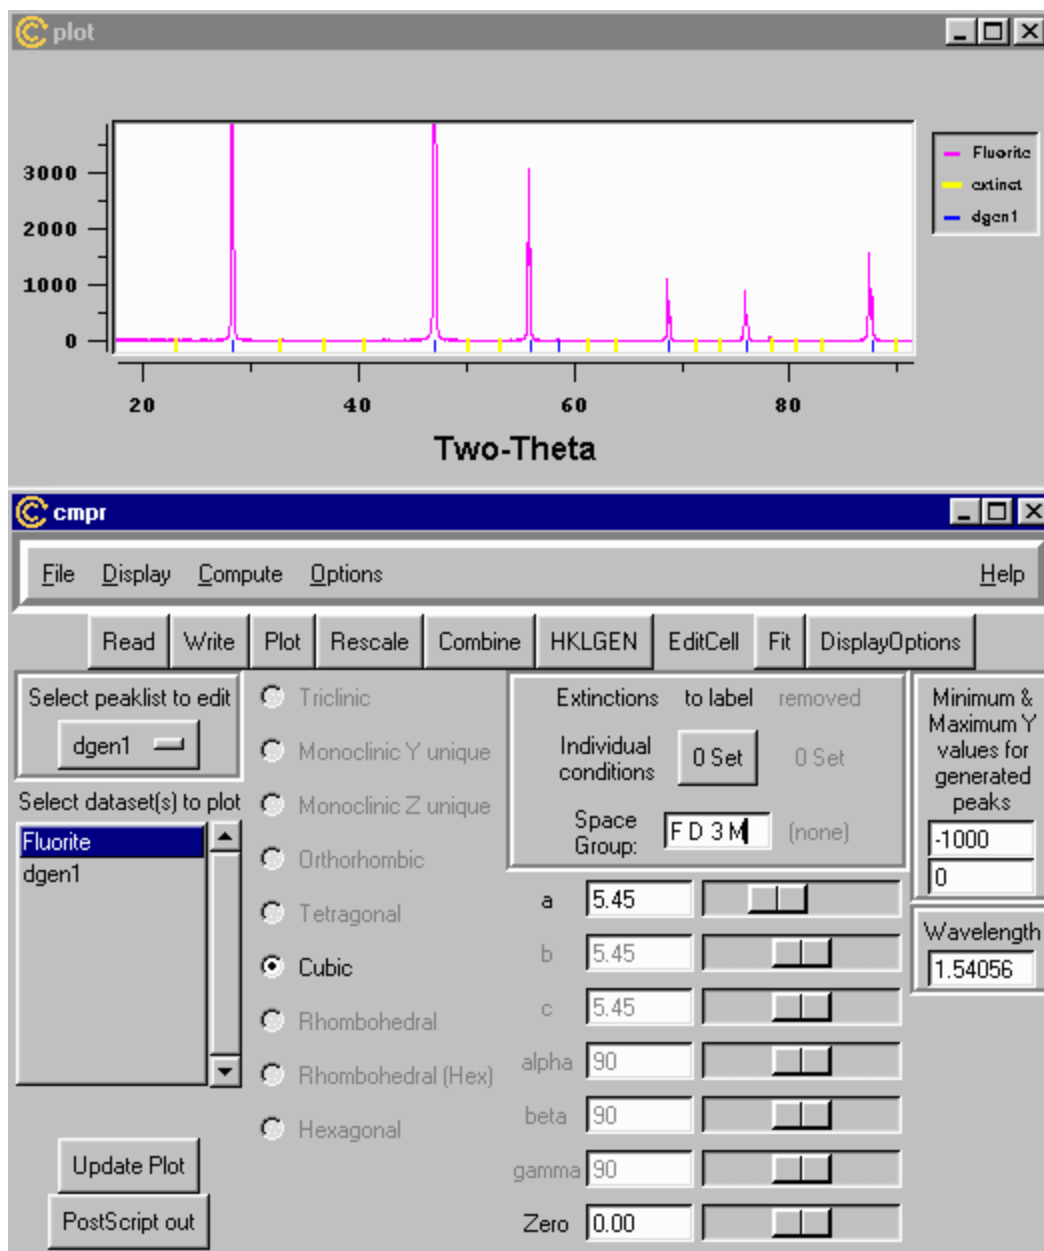 plot
3000
2000
1000
0
20 40 60 80
Two-Theta
Fluorite
extinct
dgen1
cmpr
File Display Compute Options Help
Read Write Plot Rescale Combine HKLGEN EditCell Fit DisplayOptions
Select peaklist to edit
dgen1
Select dataset(s) to plot
Fluorite
dgen1
Update Plot
PostScript out
Triclinic
Monoclinic Y unique
Monoclinic Z unique
Orthorhombic
Tetragonal
Cubic
Rhombohedral
Rhombohedral (Hex)
Hexagonal
Extinctions to label removed
Individual conditions 0 Set 0 Set
Space Group: F D 3 M (none)
a 5.45
b 5.45
c 5.45
alpha 90
beta 90
gamma 90
Zero 0.00
Minimum &
Maximum Y
values for
generated
peaks
-1000
0
Wavelength
1.54056